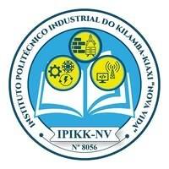 INSTITUTO POLITÉCNICO INDUSTRIAL DO KILAMBA-KIAXI "NOVA VIDA"
IPIKK-NV
Nº 8056